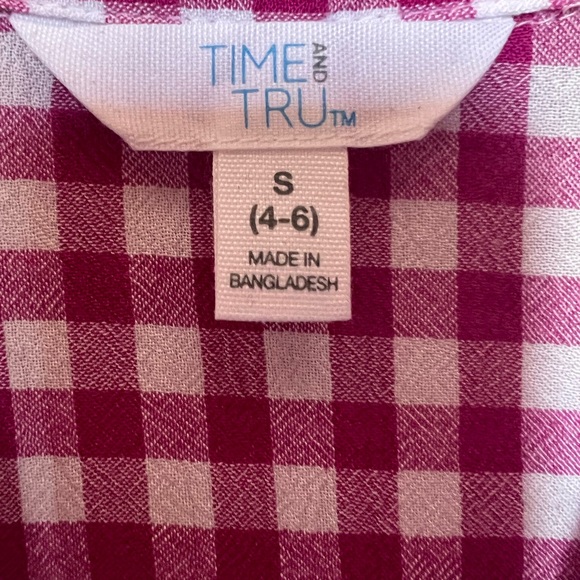 TIME AND
TRU™
S
(4-6)
MADE IN
BANGLADESH